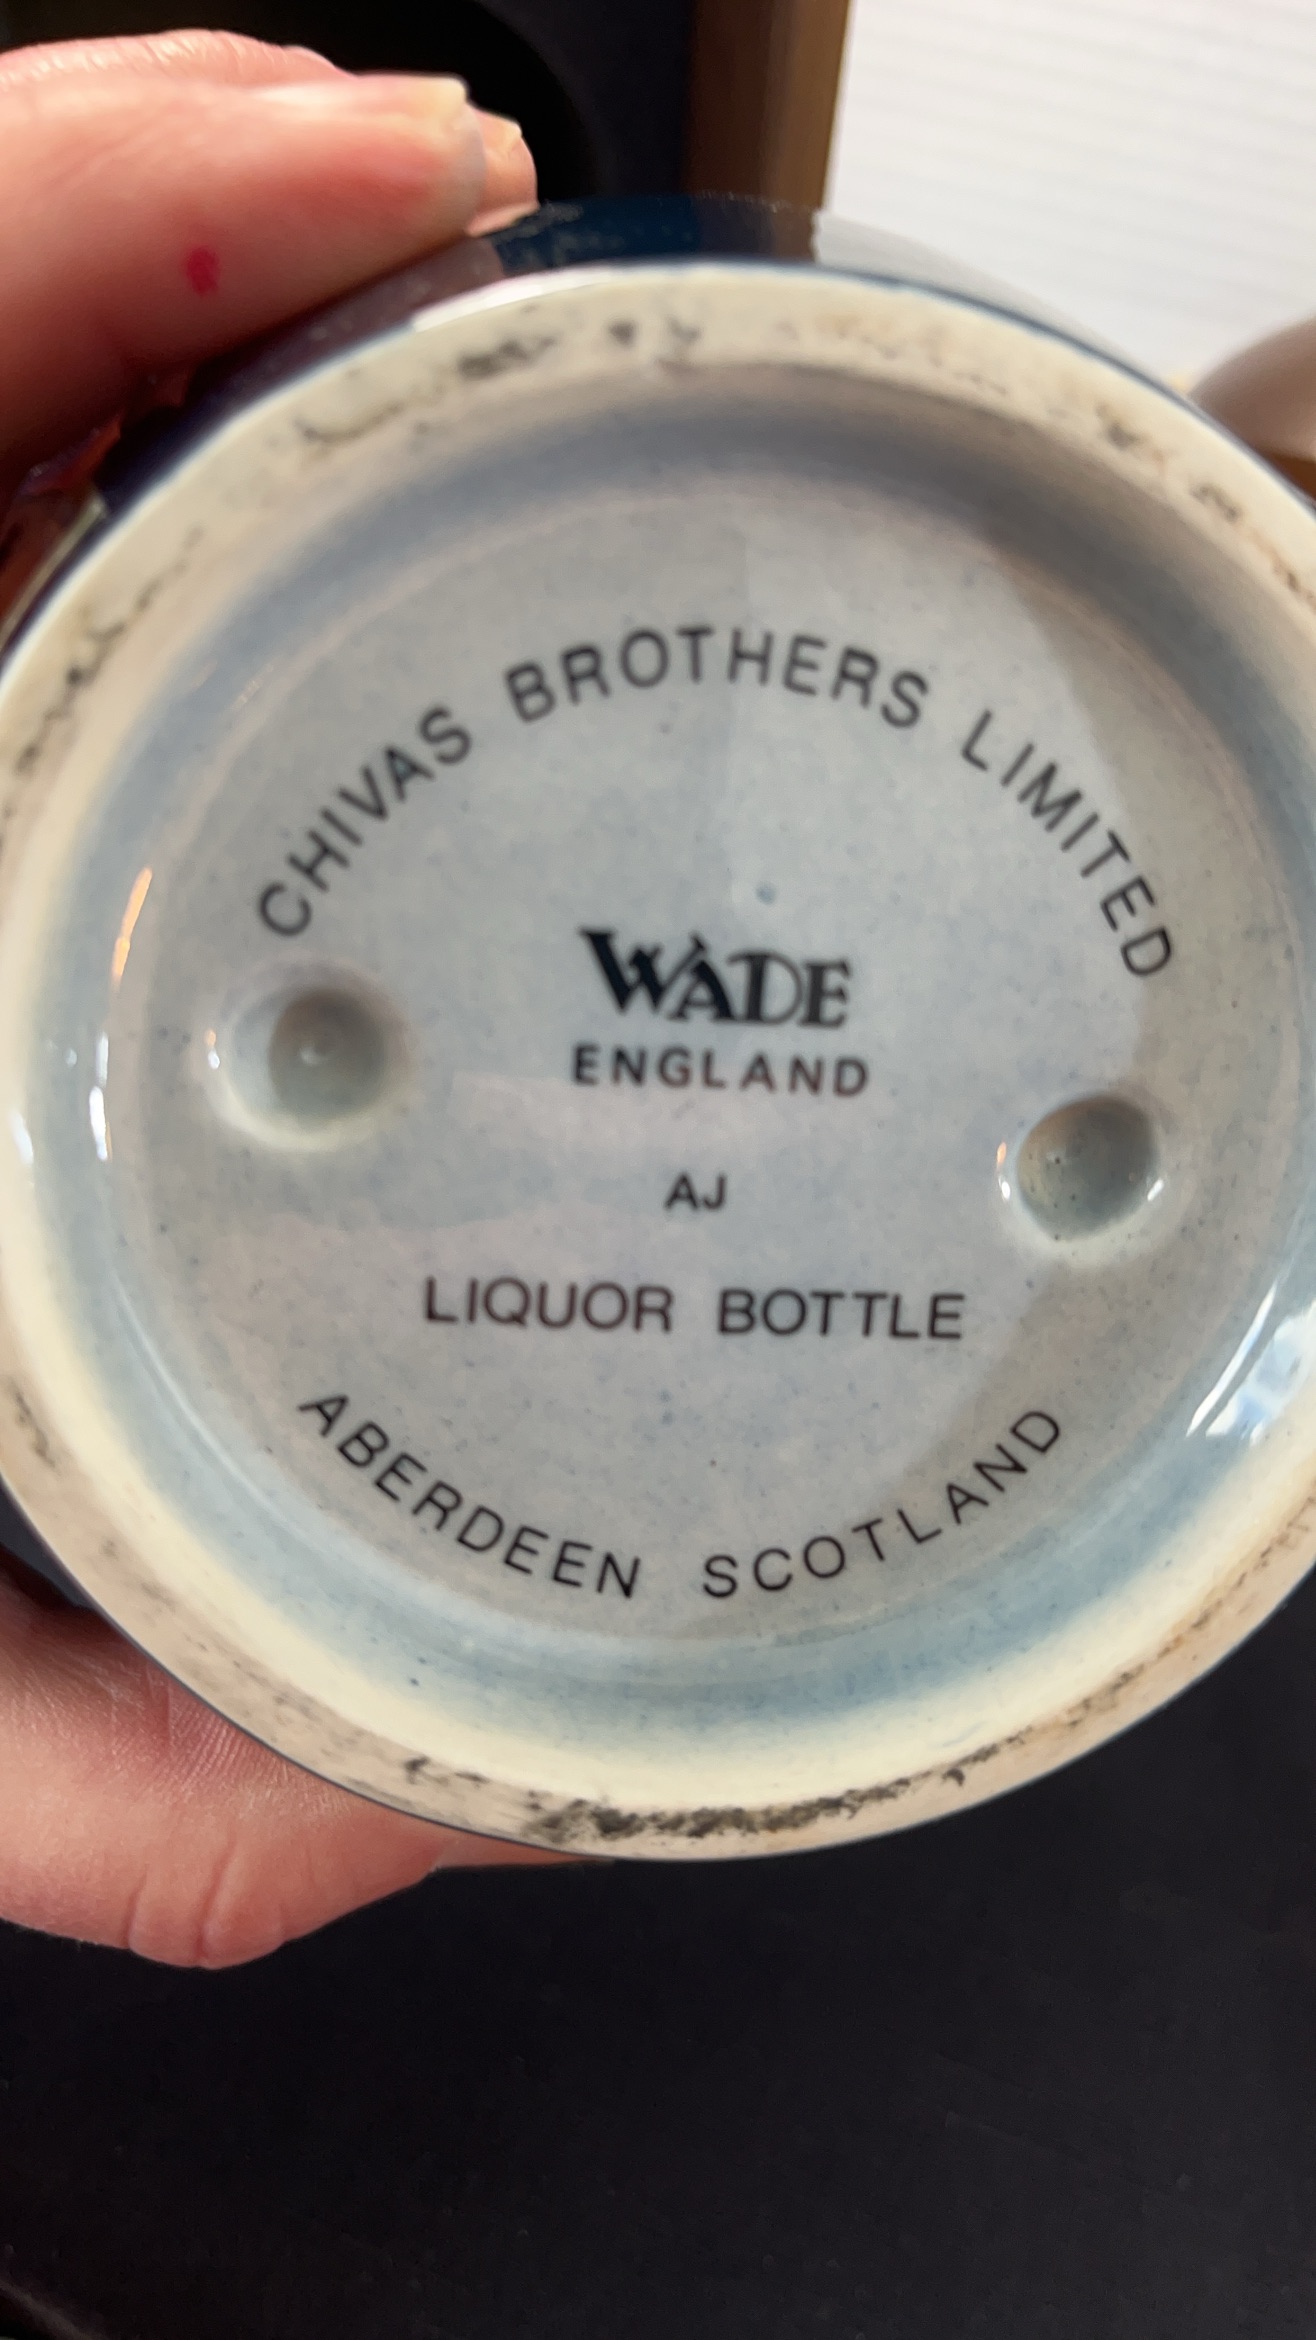 CHIVAS BROTHERS LIMITED
WADE
ENGLAND
AJ
LIQUOR BOTTLE
ABERDEEN SCOTLAND